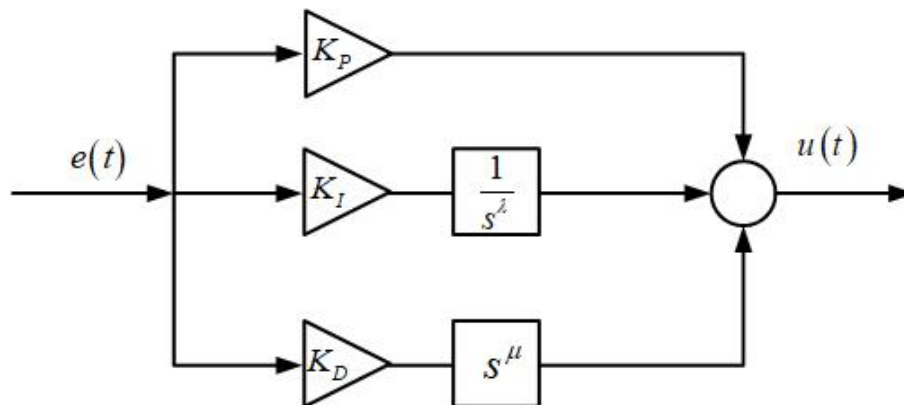 K_P
e(t)
K_I
1/s^λ
u(t)
K_D
s^μ